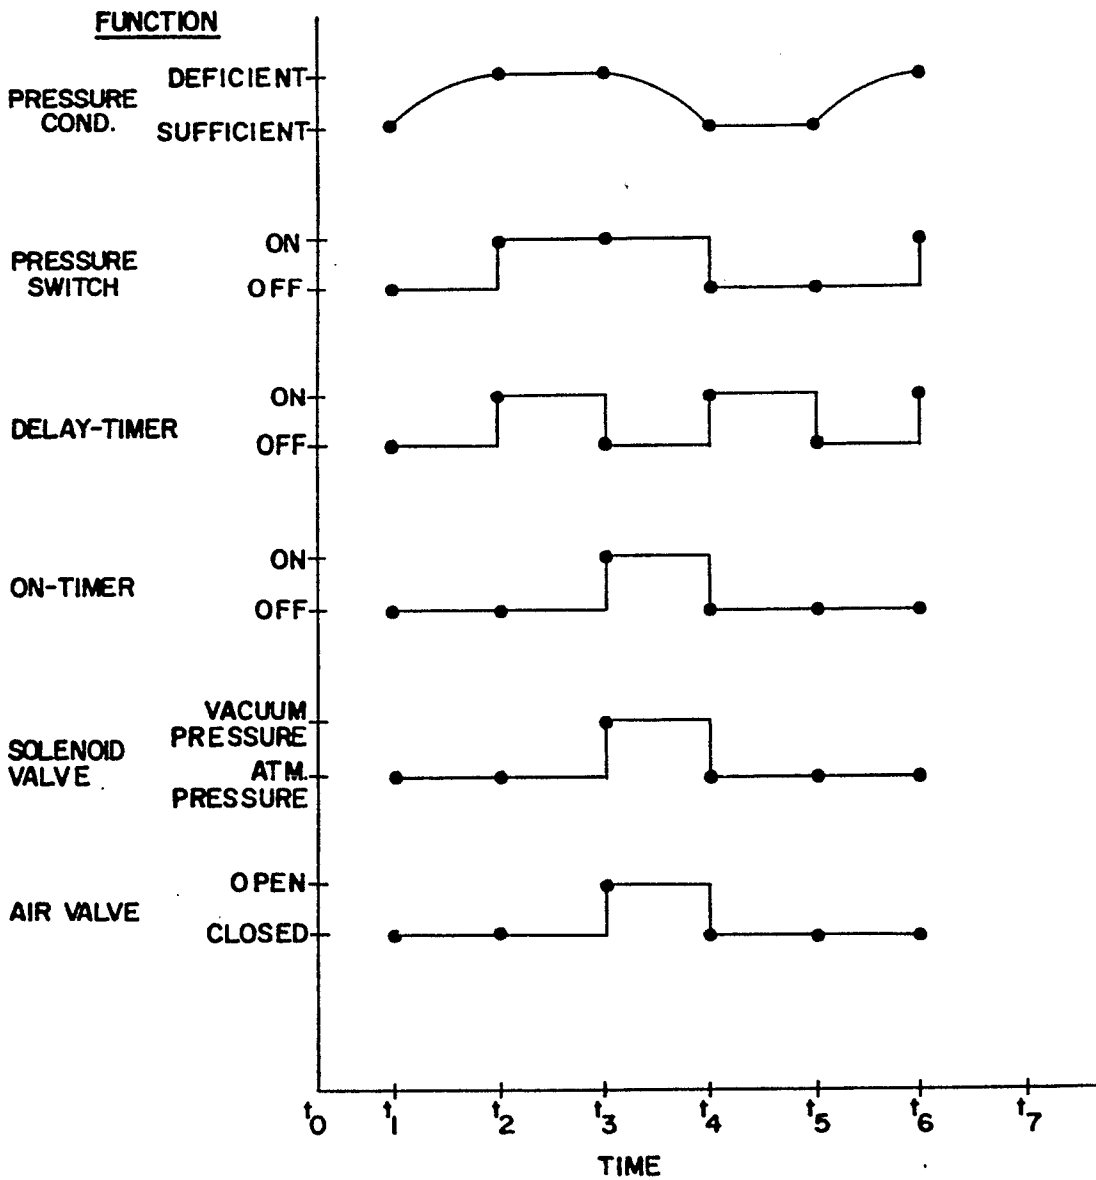 FUNCTION
PRESSURE
COND.
DEFICIENT
SUFFICIENT
PRESSURE
SWITCH
ON
OFF
DELAY-TIMER
ON
OFF
ON-TIMER
ON
OFF
SOLENOID
VALVE
VACUUM
PRESSURE
ATM.
PRESSURE
AIR VALVE
OPEN
CLOSED
t0 t1 t2 t3 t4 t5 t6 t7
TIME